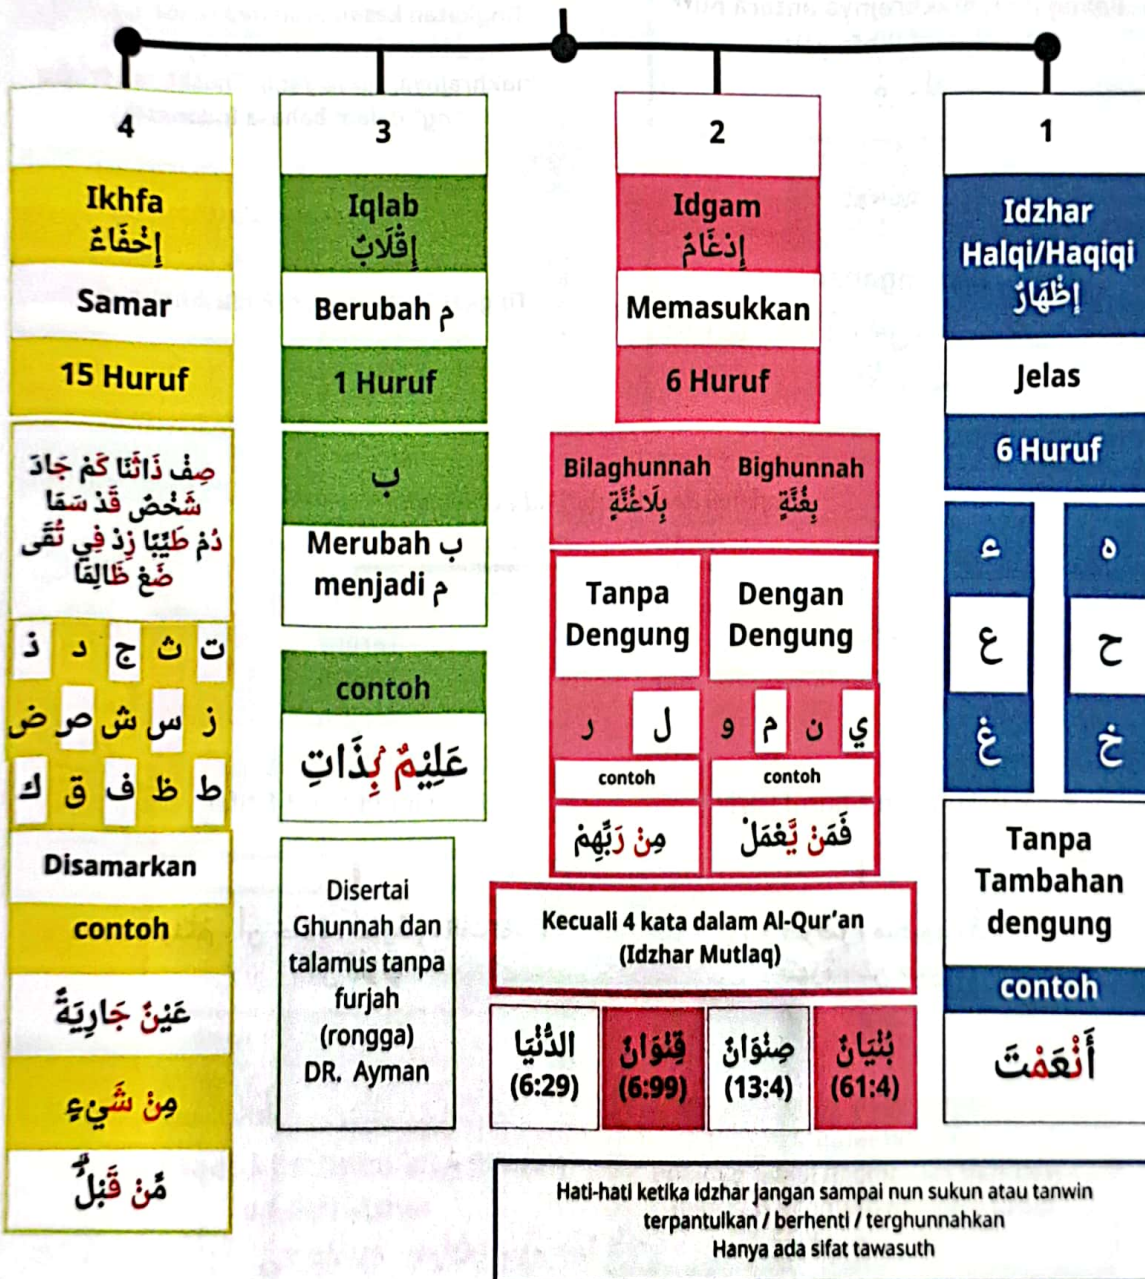 4
Ikhfa
إِخْفَاءٌ
Samar
15 Huruf
صِفْ ذَاثَنَا كَمْ جَادَ
شَخْصٌ قَدْ سَمَا
دُمْ طَيِّبًا زِدْ فِي تُقًى
ضَعْ ظَالِمًا
ت ث ج د ذ
ز س ش ص ض
ط ظ ف ق ك
Disamarkan
contoh
عَيْنٌ جَارِيَةٌ
مِنْ شَيْءٍ
مِّنْ قَبْلُ ۗ
3
Iqlab
إِقْلَابٌ
Berubah م
1 Huruf
ب
Merubah ب
menjadi م
contoh
عَلِيْمٌ ۢ بِذَاتِ
Disertai
Ghunnah dan
talamus tanpa
furjah
(rongga)
DR. Ayman
2
Idgam
إِدْغَامٌ
Memasukkan
6 Huruf
Bilaghunnah Bighunnah
بِلَاغُنَّةٍ بِغُنَّةٍ
Tanpa
Dengung
Dengan
Dengung
ل ر
ي ن م و
contoh
contoh
مِنْ رَبِّهِمْ
فَمَنْ يَّعْمَلْ
Kecuali 4 kata dalam Al-Qur’an
(Idzhar Mutlaq)
الدُّنْيَا
(6:29)
قِنْوَانٌ
(6:99)
صِنْوَانٌ
(13:4)
بُنْيَانٌ
(61:4)
1
Idzhar
Halqi/Haqiqi
إِظْهَارٌ
Jelas
6 Huruf
ه ء
ح ع
خ غ
Tanpa
Tambahan
dengung
contoh
أَنْعَمْتَ
Hati-hati ketika idzhar jangan sampai nun sukun atau tanwin
terpantulkan / berhenti / terghunnahkan
Hanya ada sifat tawasuth